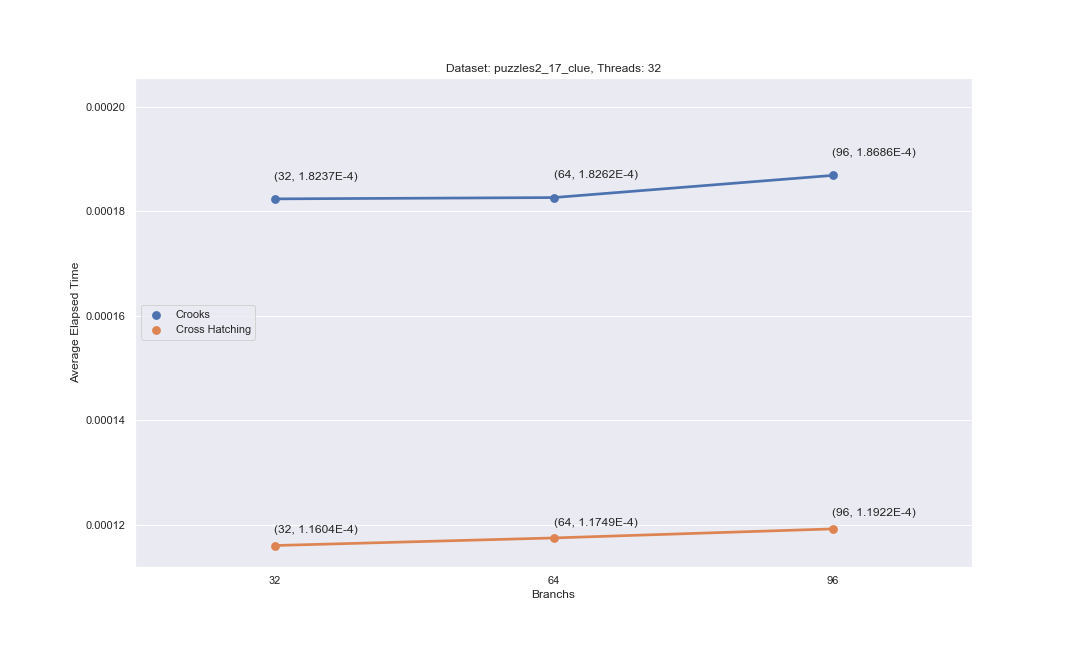 Dataset: puzzles2_17_clue, Threads: 32
0.00020
(96, 1.8686E-4)
(32, 1.8237E-4)
(64, 1.8262E-4)
0.00018
Average Elapsed Time
Crooks
Cross Hatching
0.00016
0.00014
(96, 1.1922E-4)
(64, 1.1749E-4)
(32, 1.1604E-4)
0.00012
32
64
96
Branchs